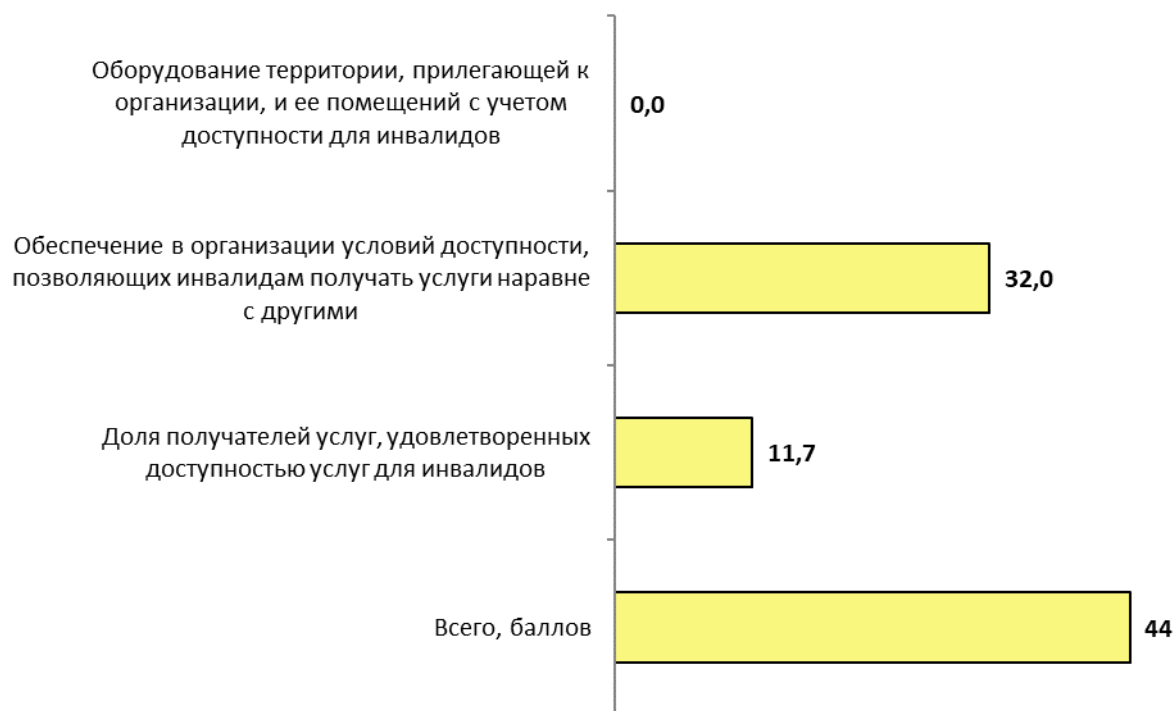 Оборудование территории, прилегающей к
организации, и ее помещений с учетом
доступности для инвалидов
0,0
Обеспечение в организации условий доступности,
позволяющих инвалидам получать услуги наравне
с другими
32,0
Доля получателей услуг, удовлетворенных
доступностью услуг для инвалидов
11,7
Всего, баллов
44